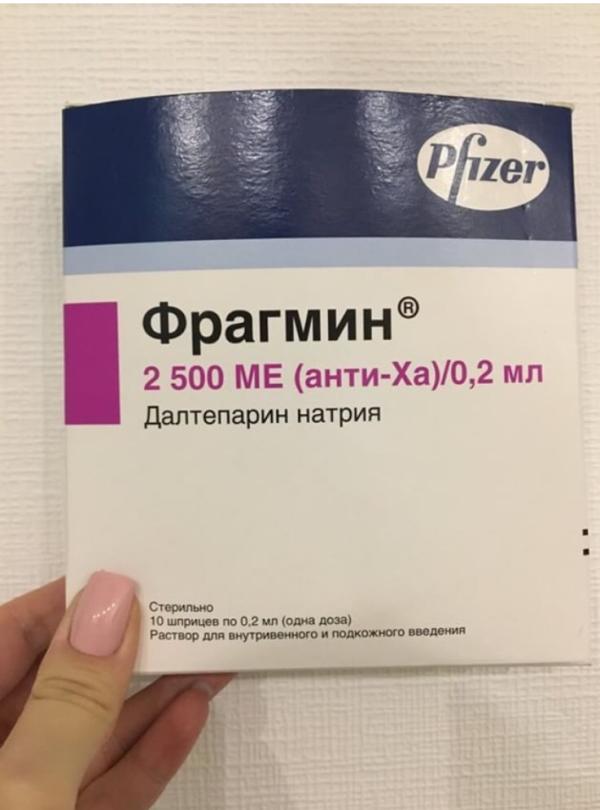 Pfizer
Фрагмин®
2 500 МЕ (анти-Ха)/0,2 мл
Далтепарин натрия
Стерильно
10 шприцев по 0,2 мл (одна доза)
Раствор для внутривенного и подкожного введения